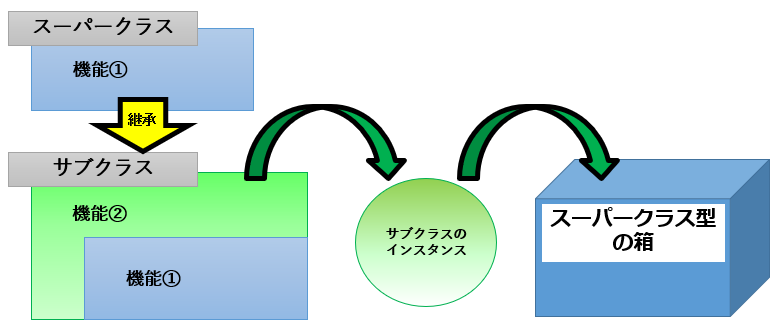 スーパークラス
機能①
継承
サブクラス
機能②
機能①
サブクラスの
インスタンス
スーパークラス型
の箱